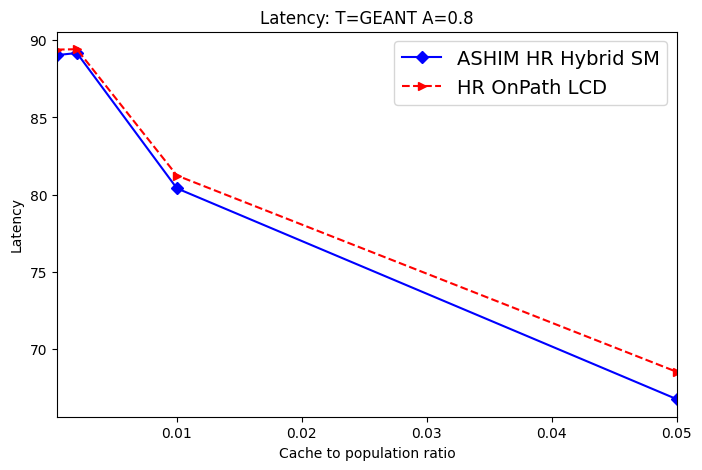 Latency: T=GEANT A=0.8
90
ASHIM HR Hybrid SM
HR OnPath LCD
85
80
75
70
Latency
0.01
0.02
0.03
0.04
0.05
Cache to population ratio